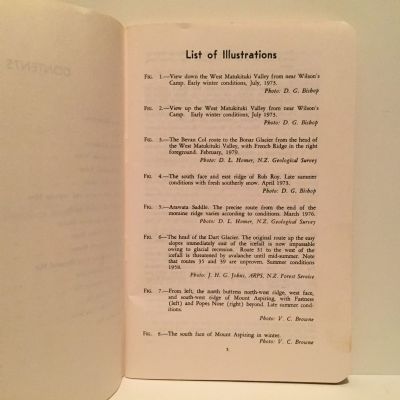 CONTENTS
List of Illustrations
FIG. 1.—View down the West Matukituki Valley from near Wilson's
Camp. Early winter conditions, July, 1973.
Photo: D. G. Bishop
FIG. 2.—View up the West Matukituki Valley from near Wilson's
Camp. Early winter conditions, July 1973.
Photo: D. G. Bishop
FIG. 3.—The Bevan Col route to the Bonar Glacier from the head of
the West Matukituki Valley, with French Ridge in the right
foreground. February, 1970.
Photo: D. L. Homer, N.Z. Geological Survey
FIG. 4.—The south face and east ridge of Rob Roy. Late summer
conditions with fresh southerly snow. April 1973.
Photo: D. G. Bishop
FIG. 5.—Arawata Saddle. The precise route from the end of the
moraine ridge varies according to conditions. March 1976.
Photo: D. L. Homer, N.Z. Geological Survey
FIG. 6—The head of the Dart Glacier. The original route up the easy
slopes immediately east of the icefall is now impassable
owing to glacial recession. Route 31 to the west of the
icefall is threatened by avalanche until mid-summer. Note
that routes 35 and 39 are unproven. Summer conditions
1958.
Photo: J. H. G. Johns, ARPS, N.Z. Forest Service
FIG. 7.—From left, the north buttress north-west ridge, west face,
and south-west ridge of Mount Aspiring, with Fastness
(left) and Popes Nose (right) beyond. Late summer condi-
tions.
Photo: V. C. Browne
FIG. 8.—The south face of Mount Aspiring in winter.
Photo: V. C. Browne